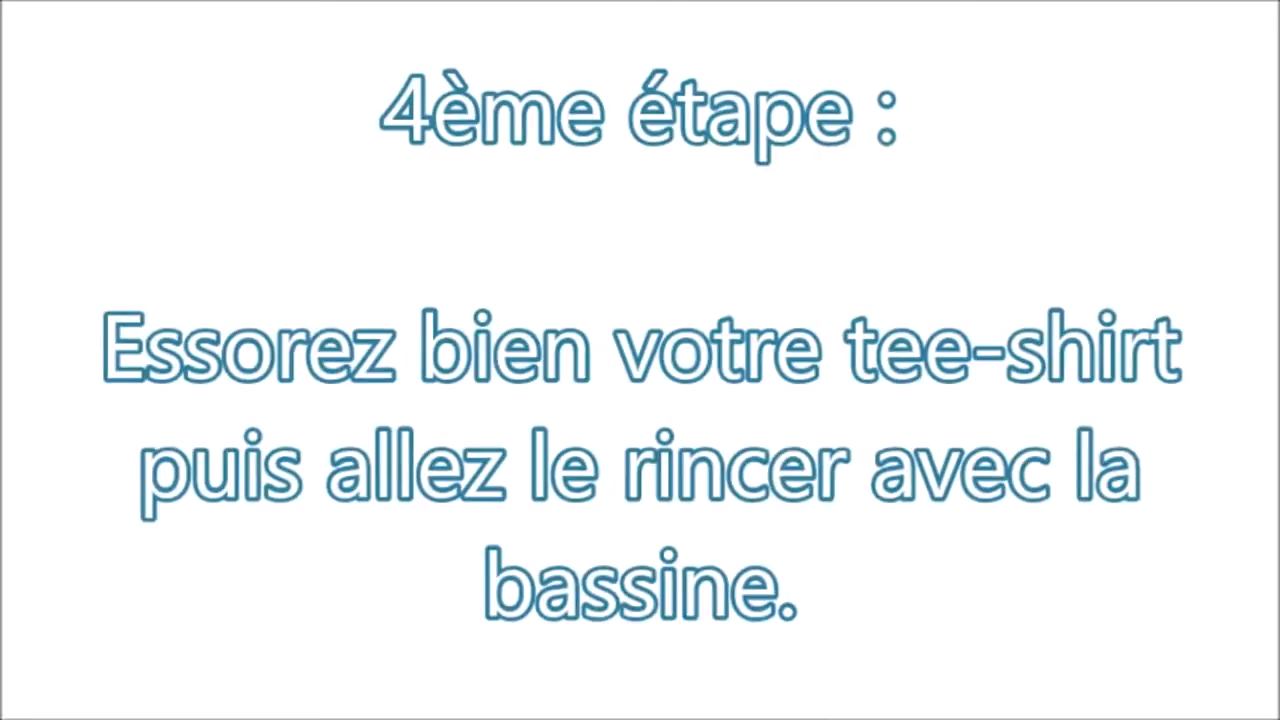 4ème étape :
Essorez bien votre tee-shirt
puis allez le rincer avec la
bassine.